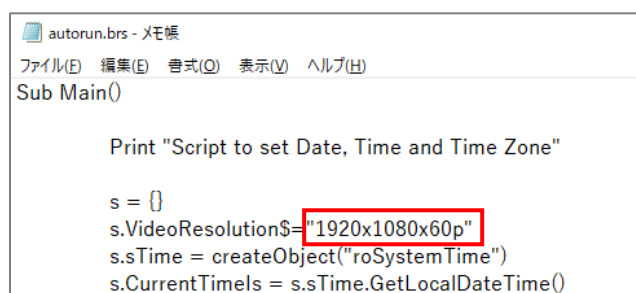 autorun.brs - メモ帳
ファイル(F) 編集(E) 書式(O) 表示(V) ヘルプ(H)
Sub Main()
Print "Script to set Date, Time and Time Zone"
s = {}
s.VideoResolution$="1920x1080x60p"
s.sTime = createObject("roSystemTime")
s.CurrentTimeIs = s.sTime.GetLocalDateTime()